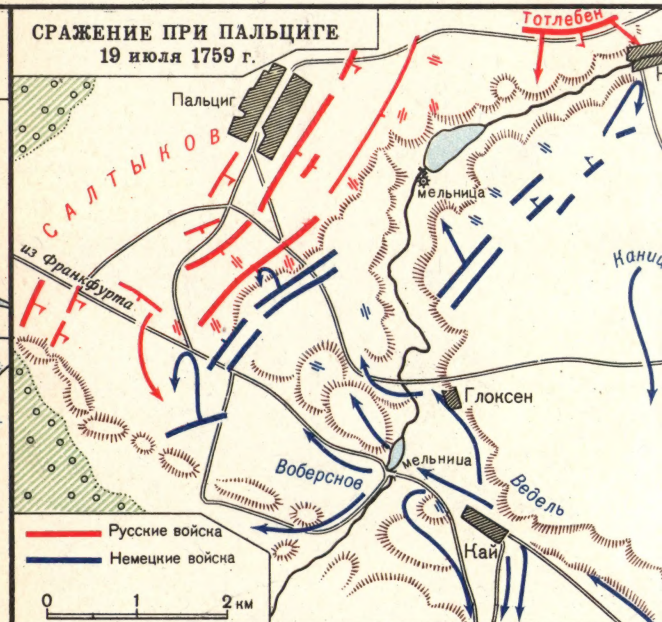 СРАЖЕНИЕ ПРИ ПАЛЬЦИГЕ
19 июля 1759 г.
Тотлебен
Пальциг
САЛТЫКОВ
мельница
из Франкфурта
Глоксен
Воберснов
мельница
Ведель
Кай
Русские войска
Немецкие войска
0 1 2 км